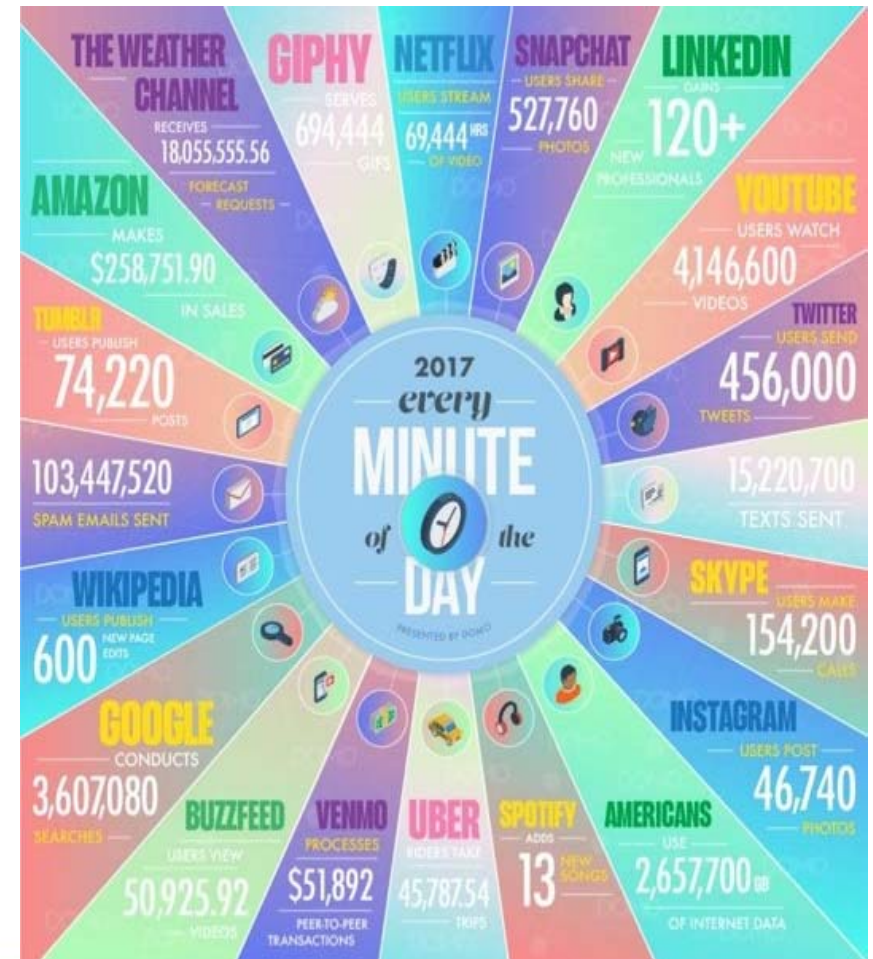 THE WEATHER
CHANNEL
RECEIVES
18,055,555.56
FORECAST
REQUESTS
GIPHY
SERVES
694,444
GIFS
NETFLIX
USERS STREAM
69,444 HRS
OF VIDEO
SNAPCHAT
USERS SHARE
527,760
PHOTOS
LINKEDIN
GAINS
120+
NEW
PROFESSIONALS
YOUTUBE
USERS WATCH
4,146,600
VIDEOS
TWITTER
USERS SEND
456,000
TWEETS
15,220,700
TEXTS SENT
SKYPE
USERS MAKE
154,200
CALLS
INSTAGRAM
USERS POST
46,740
PHOTOS
AMERICANS
USE
2,657,700 GB
OF INTERNET DATA
SPOTIFY
ADDS
13 NEW
SONGS
UBER
RIDERS TAKE
45,787.54
TRIPS
VENMO
PROCESSES
$51,892
PEER-TO-PEER
TRANSACTIONS
BUZZFEED
USERS VIEW
50,925.92
VIDEOS
GOOGLE
CONDUCTS
3,607,080
SEARCHES
WIKIPEDIA
USERS PUBLISH
600 NEW PAGE
EDITS
103,447,520
SPAM EMAILS SENT
TUMBLR
USERS PUBLISH
74,220
POSTS
AMAZON
MAKES
$258,751.90
IN SALES
2017
every
MINUTE
of the
DAY
PRESENTED BY DOMO